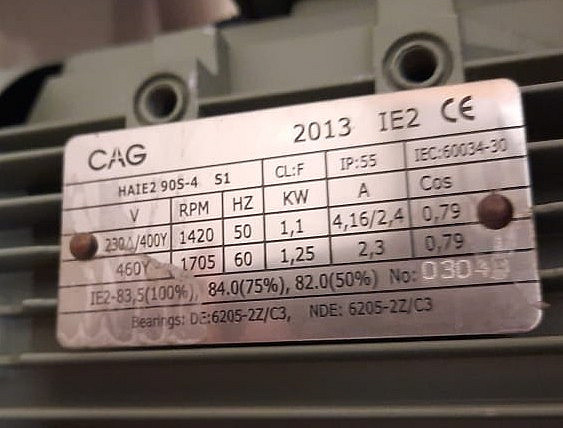 2013 IE2 CE
CAG
HAIE2 90S-4 S1 CL:F IP:55 IEC:60034-30
V RPM HZ KW A Cos
230△/400Y 1420 50 1,1 4,16/2,4 0,79
460Y 1705 60 1,25 2,3 0,79
IE2-83,5(100%), 84.0(75%), 82.0(50%) No:
Bearings: DE:6205-2Z/C3, NDE: 6205-2Z/C3